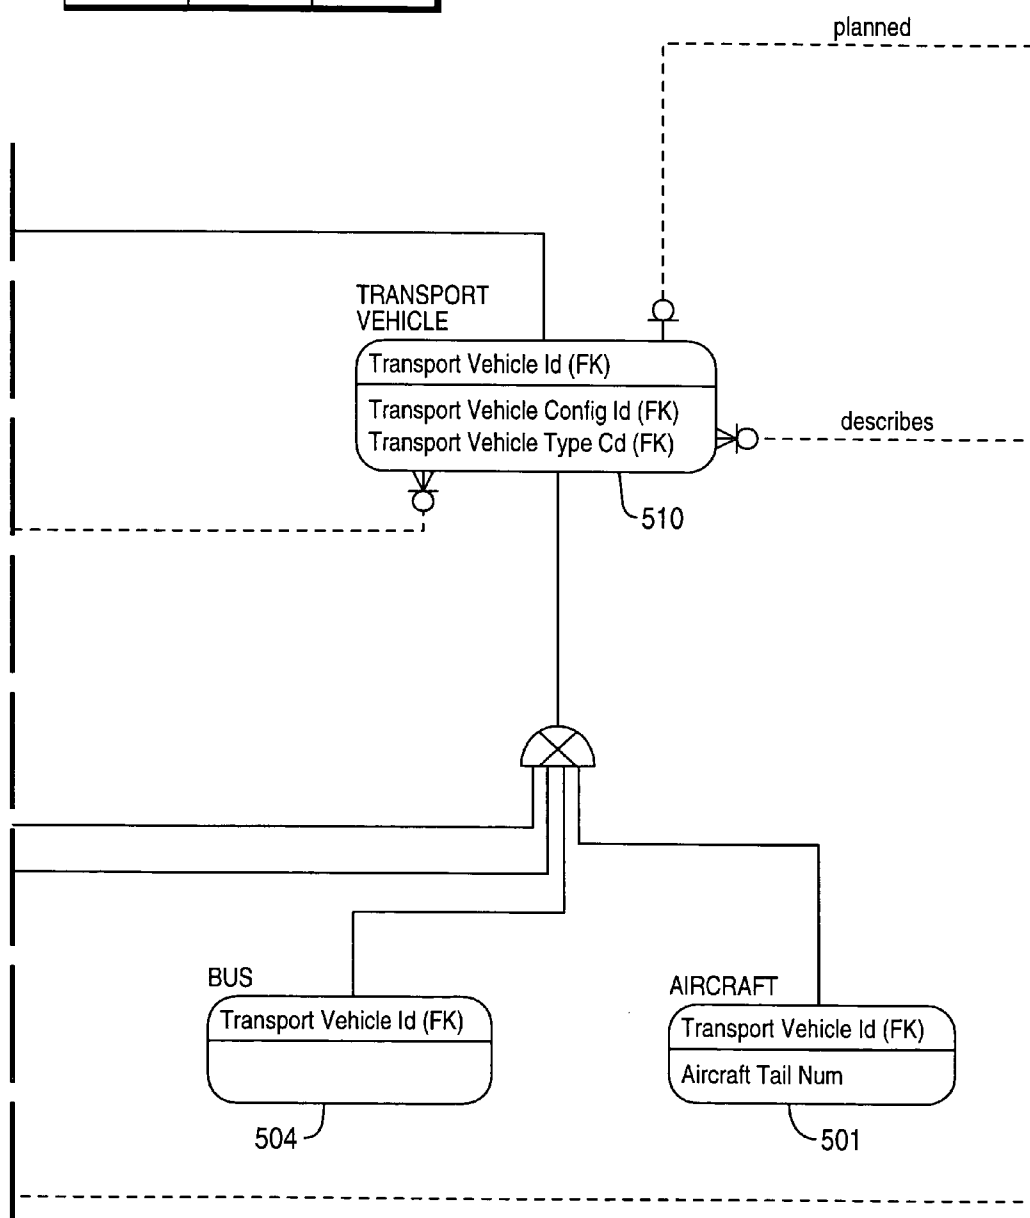 planned
TRANSPORT
VEHICLE
Transport Vehicle Id (FK)
Transport Vehicle Config Id (FK)
Transport Vehicle Type Cd (FK)
describes
510
BUS
Transport Vehicle Id (FK)
504
AIRCRAFT
Transport Vehicle Id (FK)
Aircraft Tail Num
501